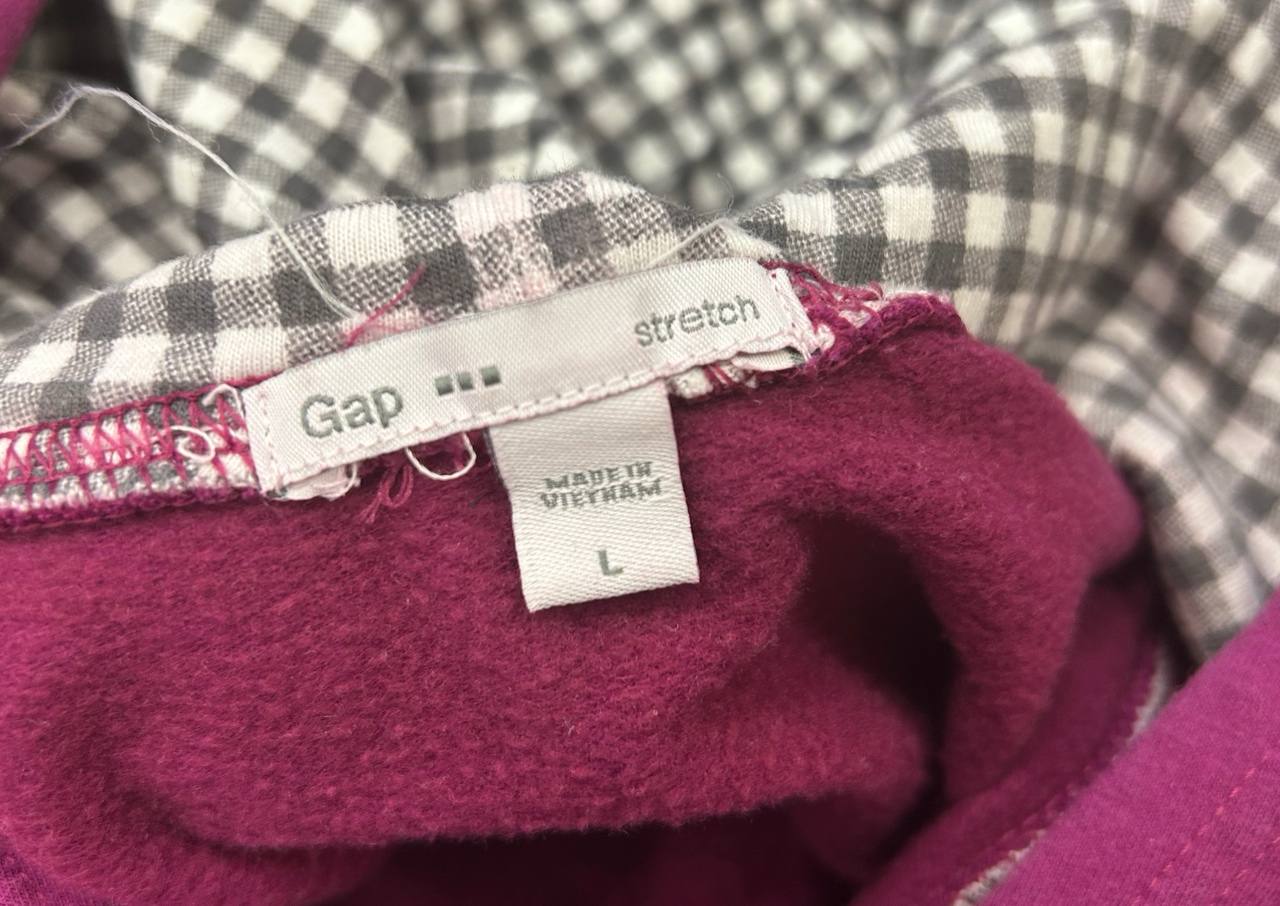 Gap
stretch
MADE IN
VIETNAM
L